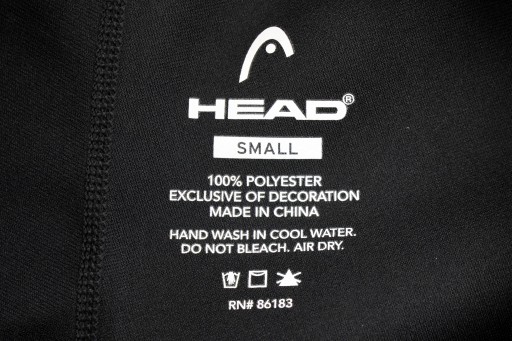 HEAD®
SMALL
100% POLYESTER
EXCLUSIVE OF DECORATION
MADE IN CHINA
HAND WASH IN COOL WATER.
DO NOT BLEACH. AIR DRY.
RN# 86183